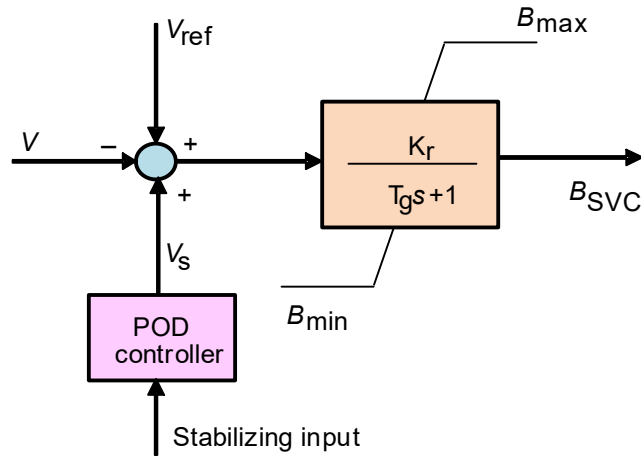 Vref
Bmax
V
–
+
+
Kr
Tgs+1
BSVC
Vs
Bmin
POD
controller
Stabilizing input